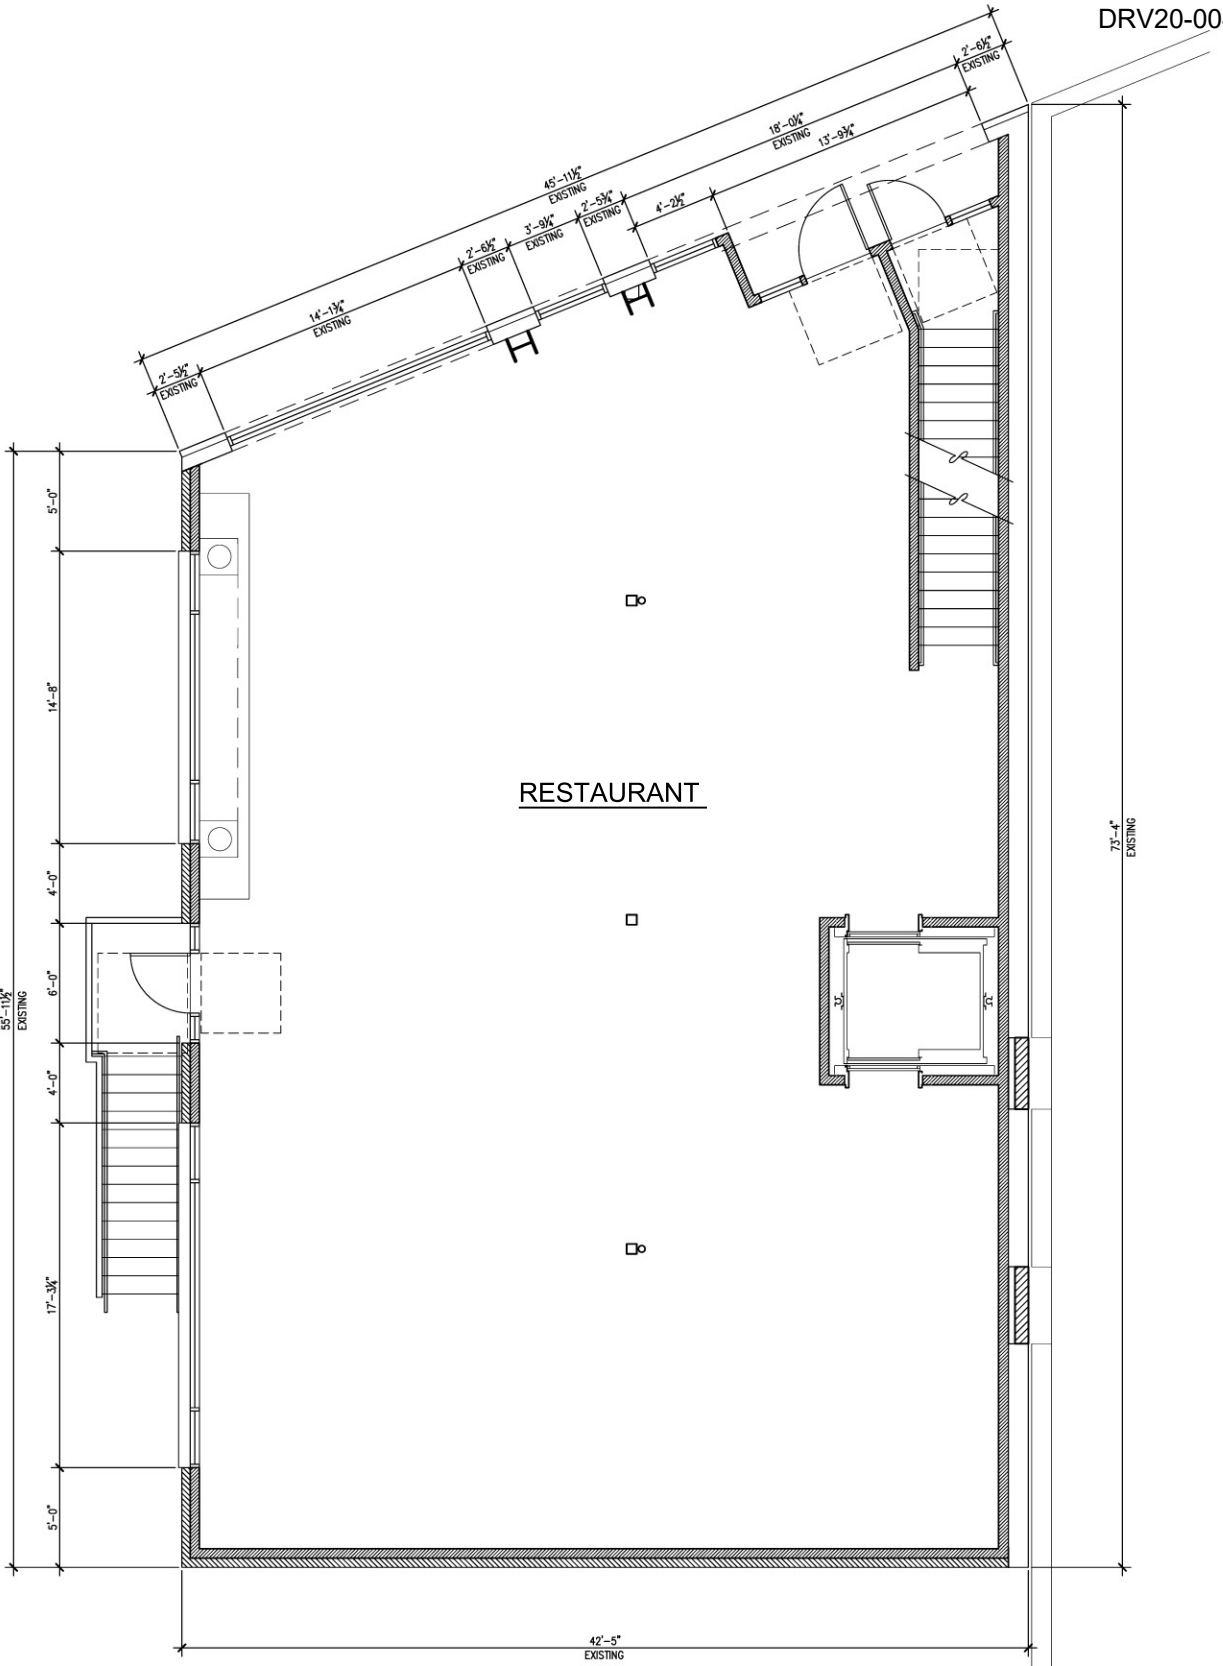 DRV20-00
2'-6½"
EXISTING
18'-0¼"
EXISTING
13'-9¾"
45'-11½"
EXISTING
2'-5¾"
EXISTING
4'-2½"
3'-9¼"
EXISTING
2'-6½"
EXISTING
14'-1¾"
EXISTING
2'-5½"
EXISTING
5'-0"
14'-8"
RESTAURANT
73'-4"
EXISTING
4'-0"
6'-0"
55'-11½"
EXISTING
4'-0"
17'-3¼"
5'-0"
42'-5"
EXISTING